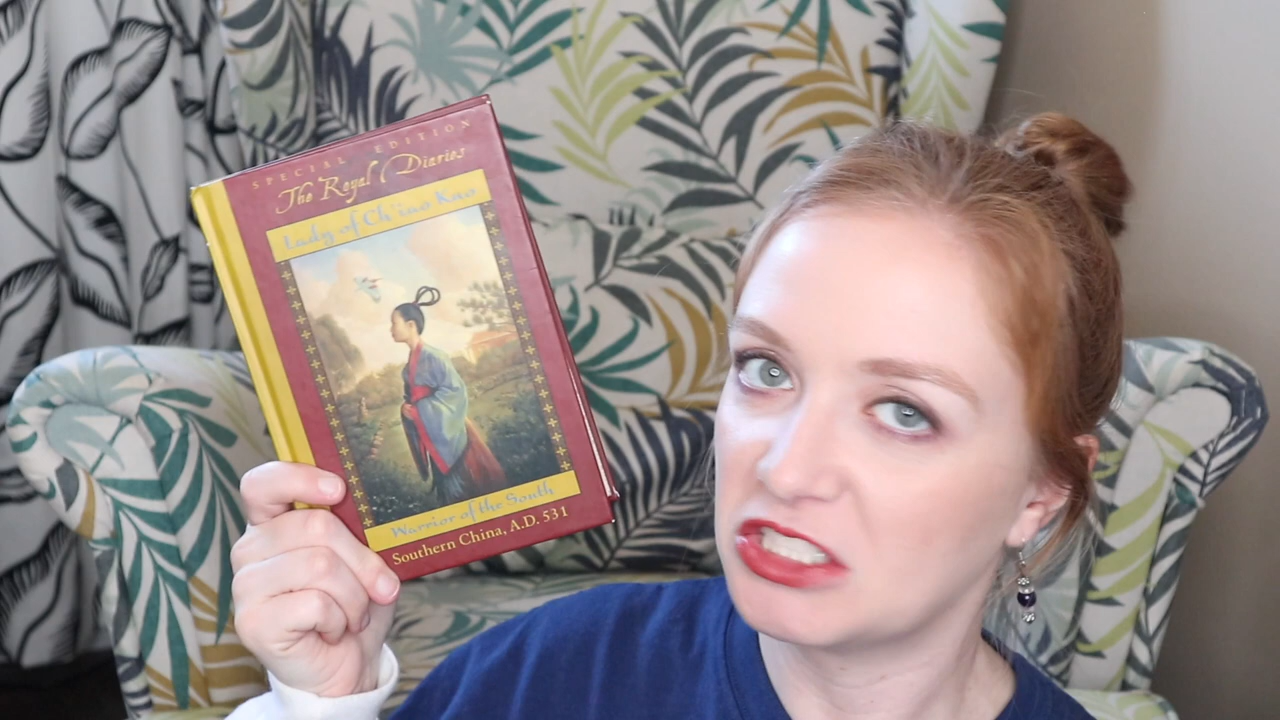 SPECIAL EDITION
The Royal Diaries
Lady of Ch'iao Kuo
Warrior of the South
Southern China, A.D. 531